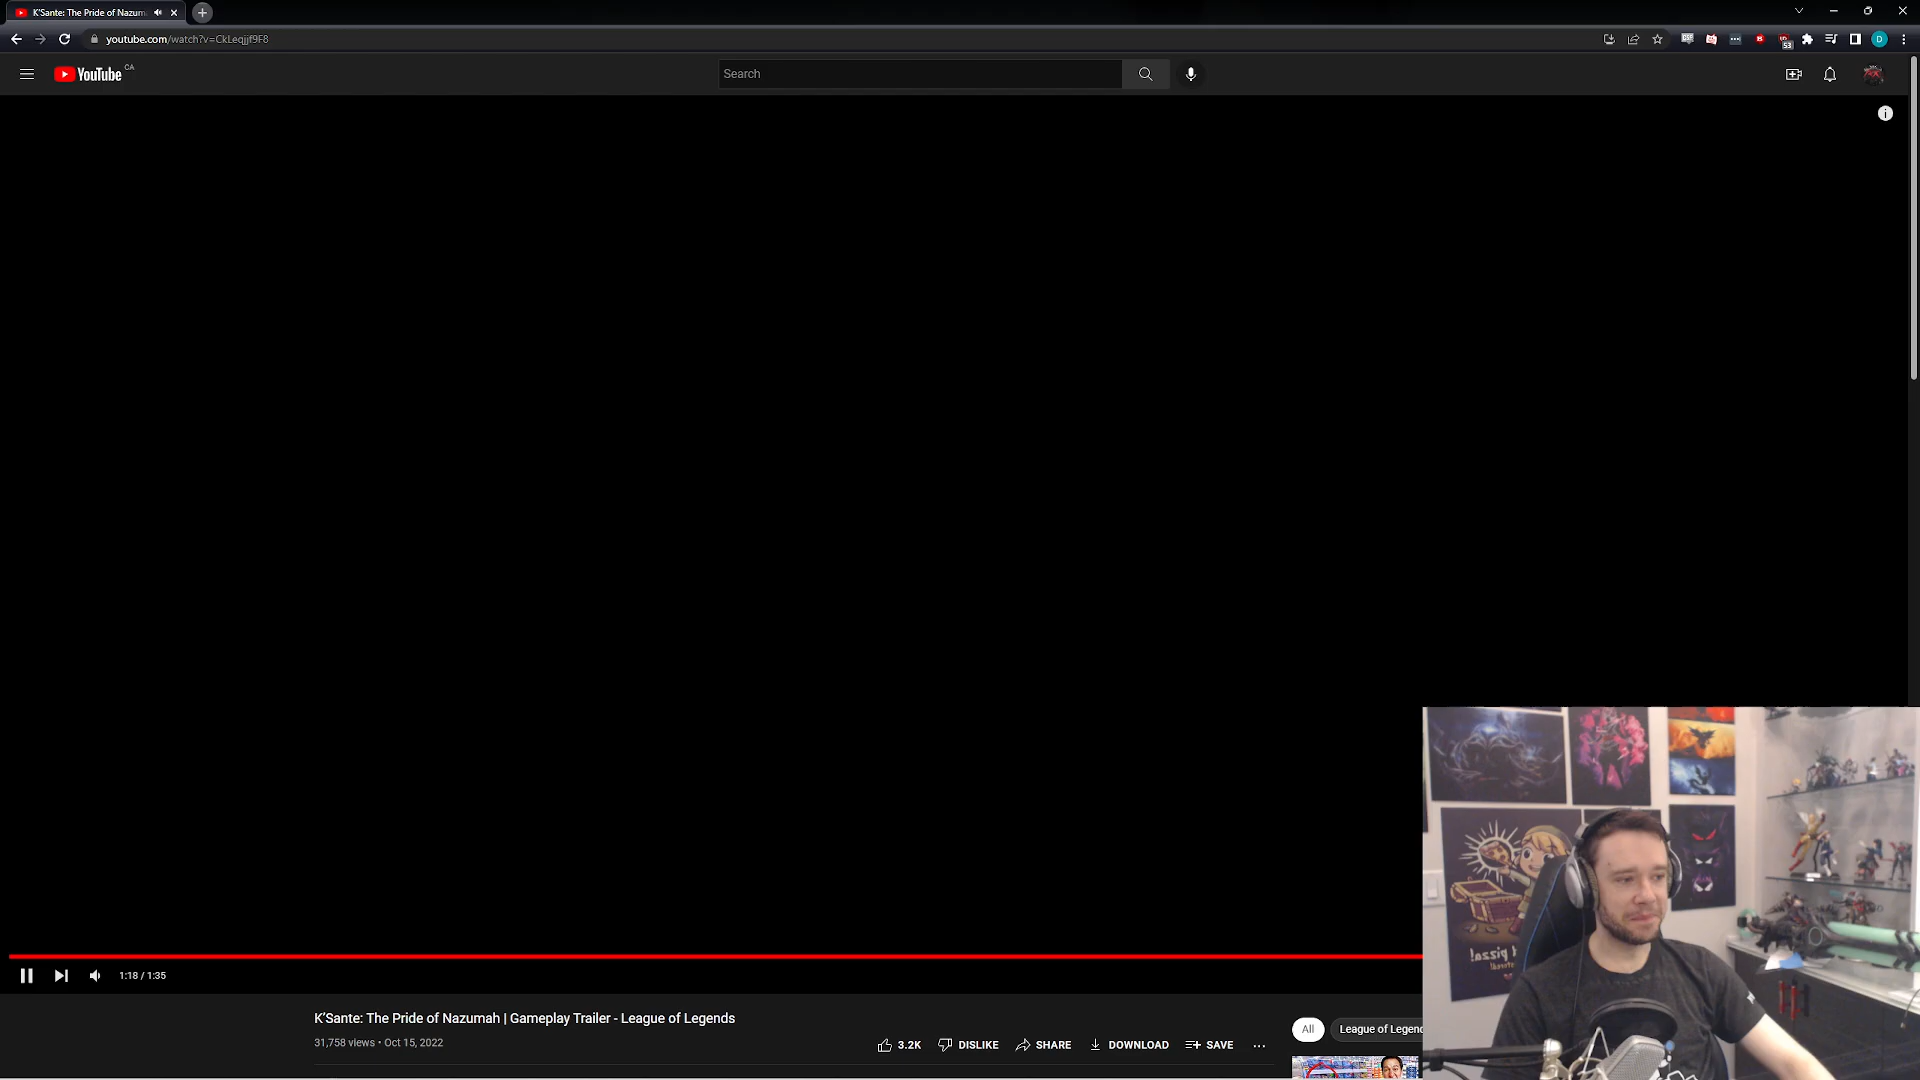 K'Sante: The Pride of Nazum
youtube.com/watch?v=CkLeqjjf9F8
53
D
YouTube CA
Search
1:18 / 1:35
K'Sante: The Pride of Nazumah | Gameplay Trailer - League of Legends
31,758 views • Oct 15, 2022
3.2K
DISLIKE
SHARE
DOWNLOAD
SAVE
All
League of Legend